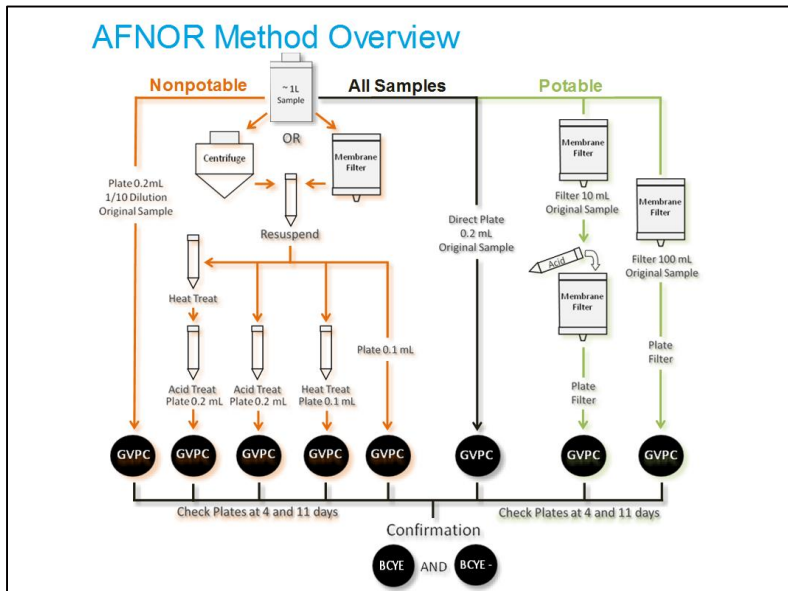 AFNOR Method Overview
Nonpotable
All Samples
Potable
~ 1L
Sample
OR
Centrifuge
Membrane
Filter
Resuspend
Plate 0.2mL
1/10 Dilution
Original Sample
Heat Treat
Acid Treat
Plate 0.2 mL
Acid Treat
Plate 0.2 mL
Heat Treat
Plate 0.1 mL
Plate 0.1 mL
Direct Plate
0.2 mL
Original Sample
Membrane
Filter
Filter 10 mL
Original Sample
Acid
Membrane
Filter
Plate
Filter
Membrane
Filter
Filter 100 mL
Original Sample
Plate
Filter
GVPC
GVPC
GVPC
GVPC
GVPC
GVPC
GVPC
GVPC
Check Plates at 4 and 11 days
Check Plates at 4 and 11 days
Confirmation
BCYE
AND
BCYE -